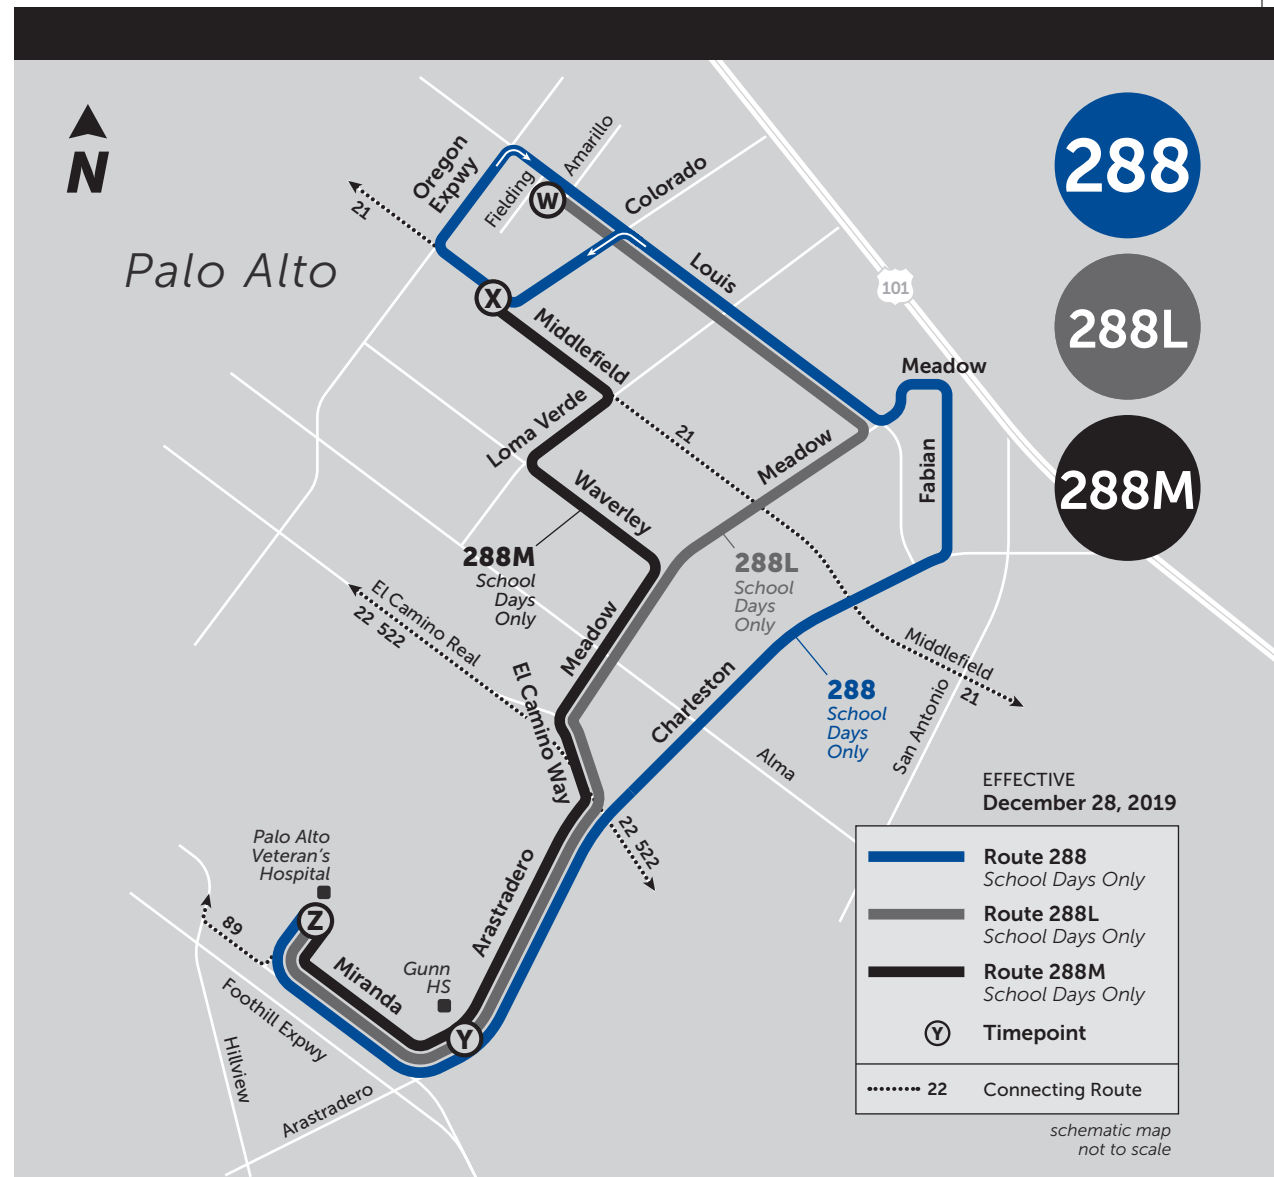 288
288L
288M
N
Palo Alto
Oregon
Expwy
Fielding
Amarillo
Colorado
W
21
X
Louis
101
Middlefield
Meadow
Loma Verde
21
Meadow
Fabian
Waverley
288M
School
Days
Only
288L
School
Days
Only
El Camino Real
22 522
Meadow
Middlefield
21
El Camino Way
Charleston
288
School
Days
Only
San Antonio
Alma
22 522
Palo Alto
Veteran's
Hospital
Z
89
Arastradero
Miranda
Gunn
HS
Y
Foothill Expwy
Hillview
Arastradero
EFFECTIVE
December 28, 2019
Route 288
School Days Only
Route 288L
School Days Only
Route 288M
School Days Only
Y Timepoint
22 Connecting Route
schematic map
not to scale